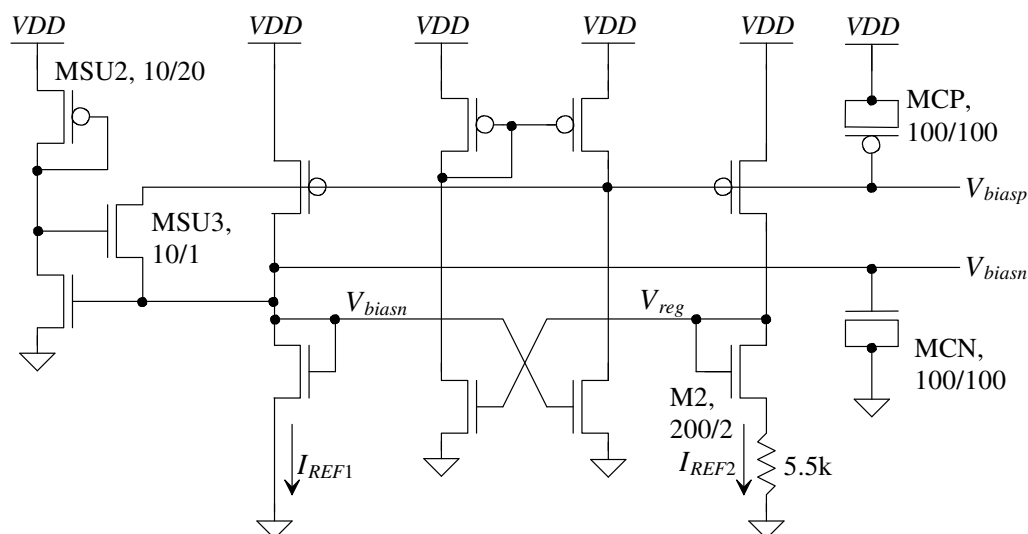 VDD
VDD
VDD
VDD
VDD
VDD
MSU2, 10/20
MCP,
100/100
V_biasp
MSU3,
10/1
V_biasn
V_biasn
V_reg
MCN,
100/100
M2,
200/2
I_REF1
I_REF2
5.5k